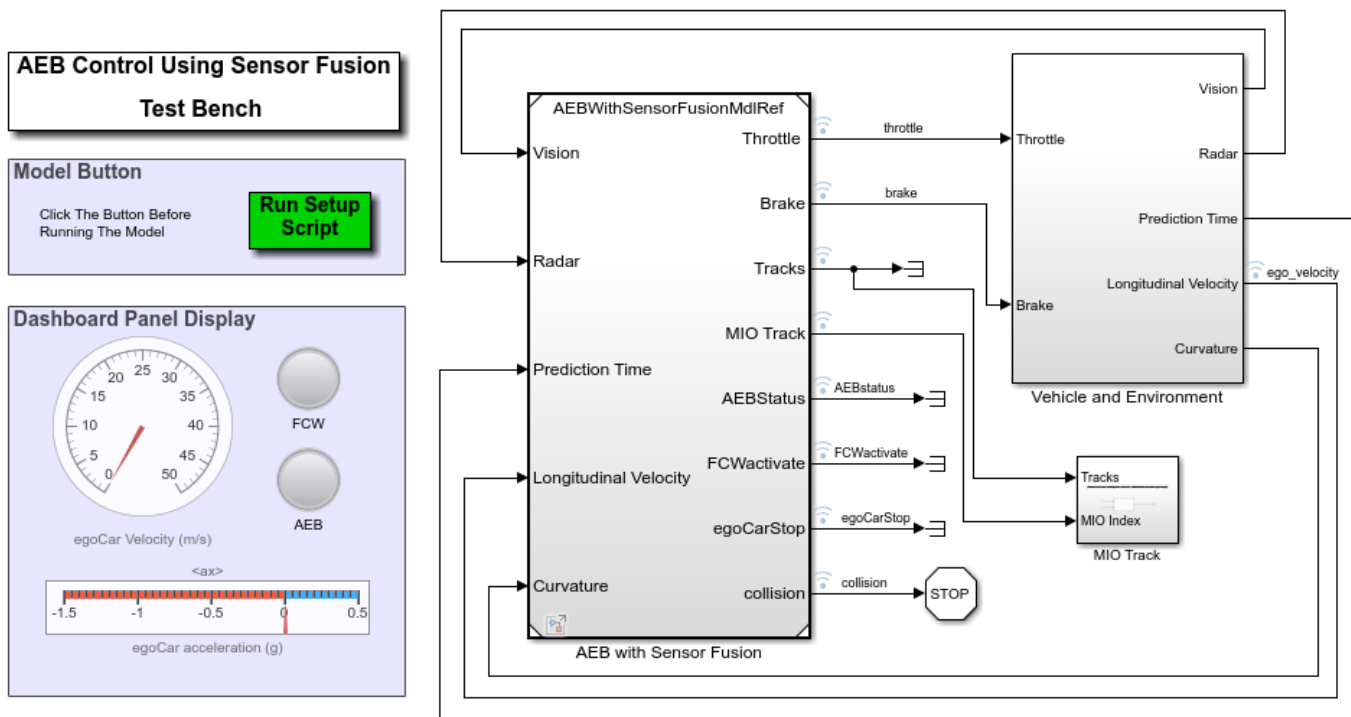 AEB Control Using Sensor Fusion
Test Bench
Model Button
Click The Button Before
Running The Model
Run Setup
Script
Dashboard Panel Display
0
5
10
15
20
25
30
35
40
45
50
egoCar Velocity (m/s)
FCW
AEB
<ax>
-1.5
-1
-0.5
0
0.5
egoCar acceleration (g)
AEBWithSensorFusionMdlRef
Vision
Radar
Prediction Time
Longitudinal Velocity
Curvature
Throttle
Brake
Tracks
MIO Track
AEBStatus
FCWactivate
egoCarStop
collision
AEB with Sensor Fusion
throttle
brake
AEBstatus
FCWactivate
egoCarStop
collision
STOP
Throttle
Brake
Vision
Radar
Prediction Time
Longitudinal Velocity
Curvature
Vehicle and Environment
ego_velocity
Tracks
MIO Index
MIO Track